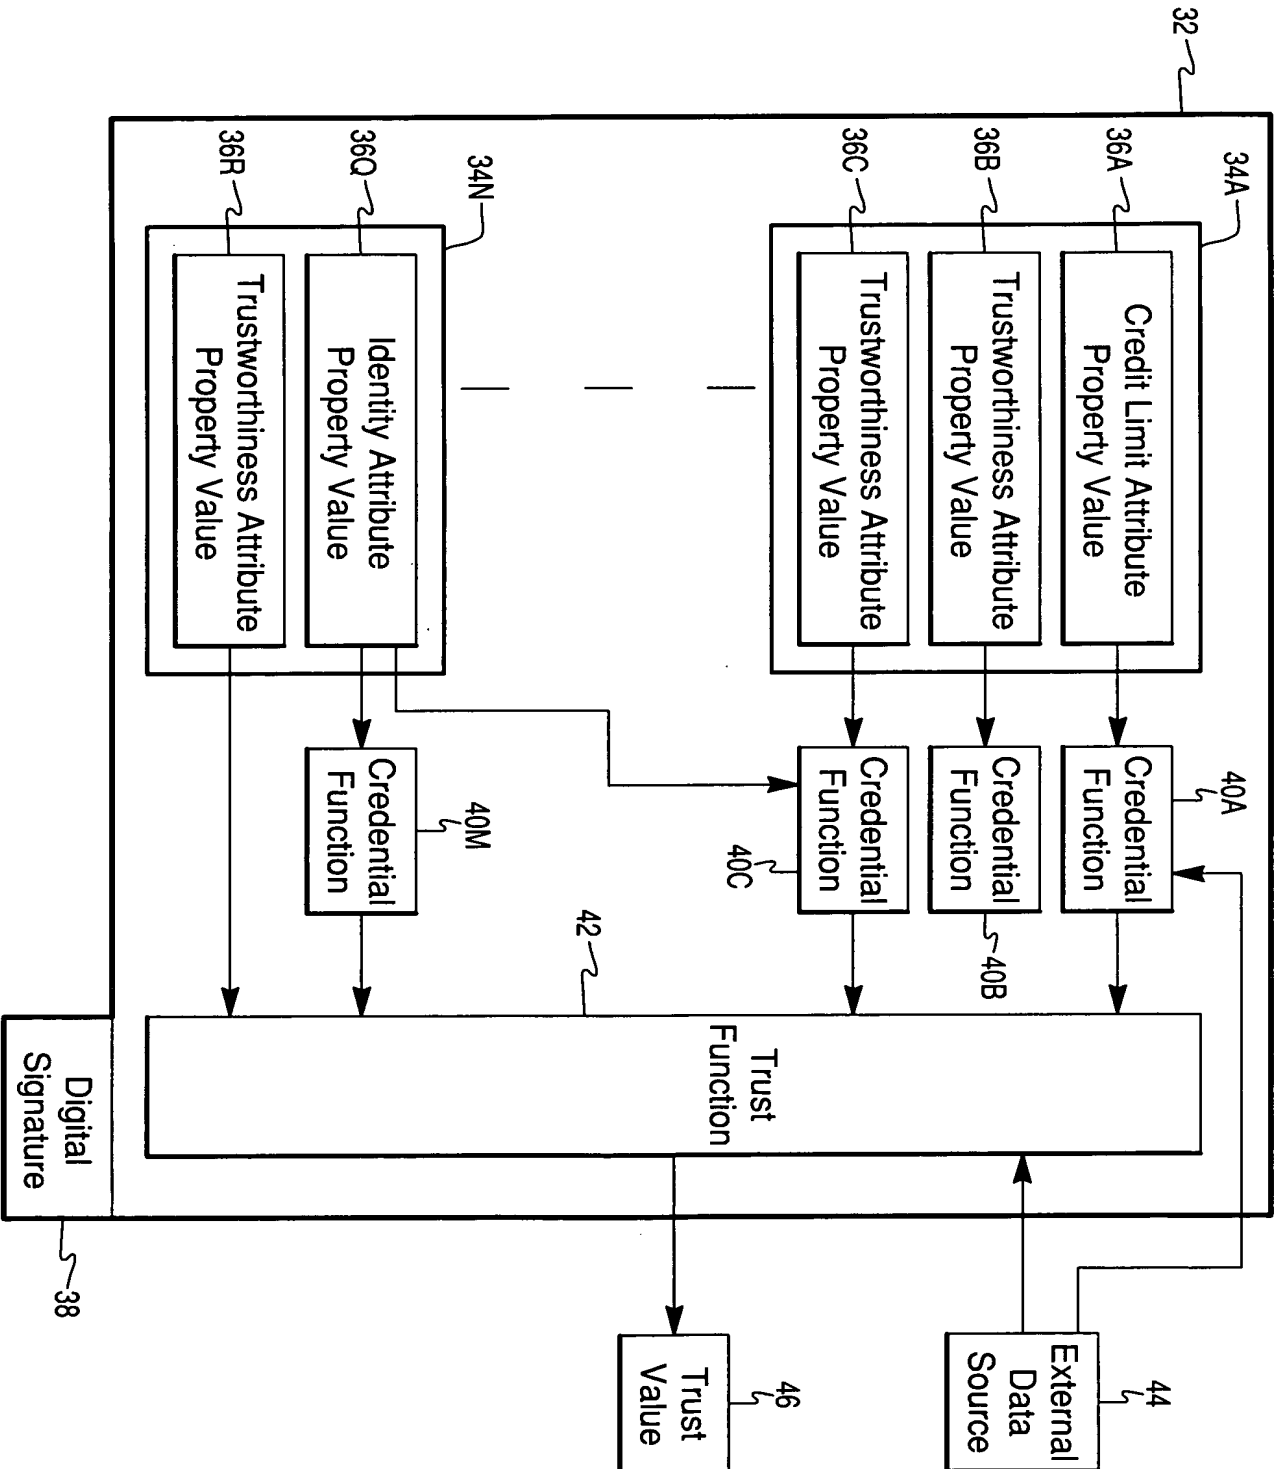 32
34A
36A
Credit Limit Attribute
Property Value
36B
Trustworthiness Attribute
Property Value
36C
Trustworthiness Attribute
Property Value
34N
36Q
Identity Attribute
Property Value
36R
Trustworthiness Attribute
Property Value
40A
Credential
Function
Credential
Function
40B
Credential
Function
40C
Credential
Function
40M
42
Trust
Function
Digital
Signature
38
44
External
Data
Source
46
Trust
Value